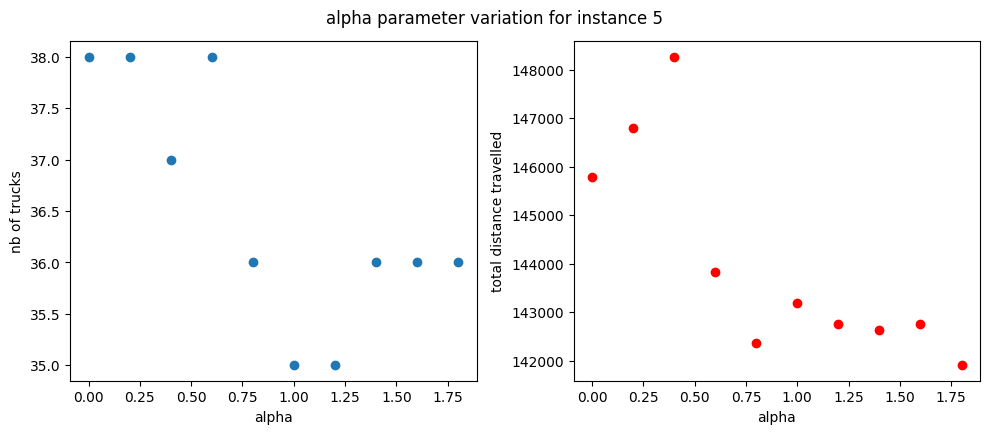 alpha parameter variation for instance 5
nb of trucks
38.0
37.5
37.0
36.5
36.0
35.5
35.0
0.00 0.25 0.50 0.75 1.00 1.25 1.50 1.75
alpha
total distance travelled
148000
147000
146000
145000
144000
143000
142000
0.00 0.25 0.50 0.75 1.00 1.25 1.50 1.75
alpha